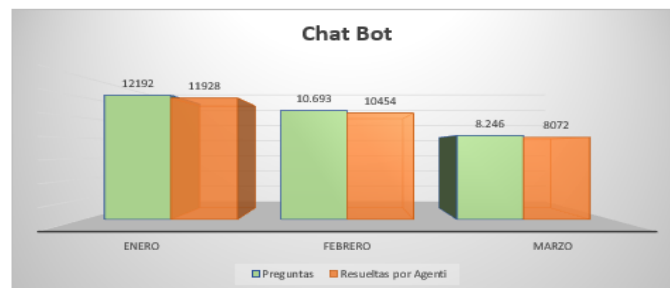 Chat Bot
12192 11928 10.693 10454 8.246 8072
ENERO FEBRERO MARZO
Preguntas Resueltas por Agenti